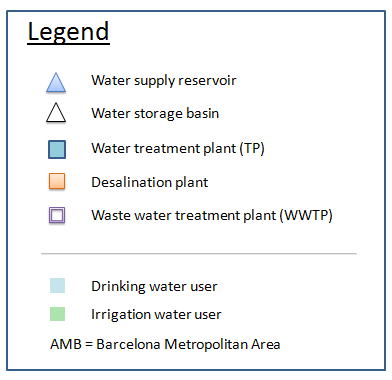 Legend
Water supply reservoir
Water storage basin
Water treatment plant (TP)
Desalination plant
Waste water treatment plant (WWTP)
Drinking water user
Irrigation water user
AMB = Barcelona Metropolitan Area